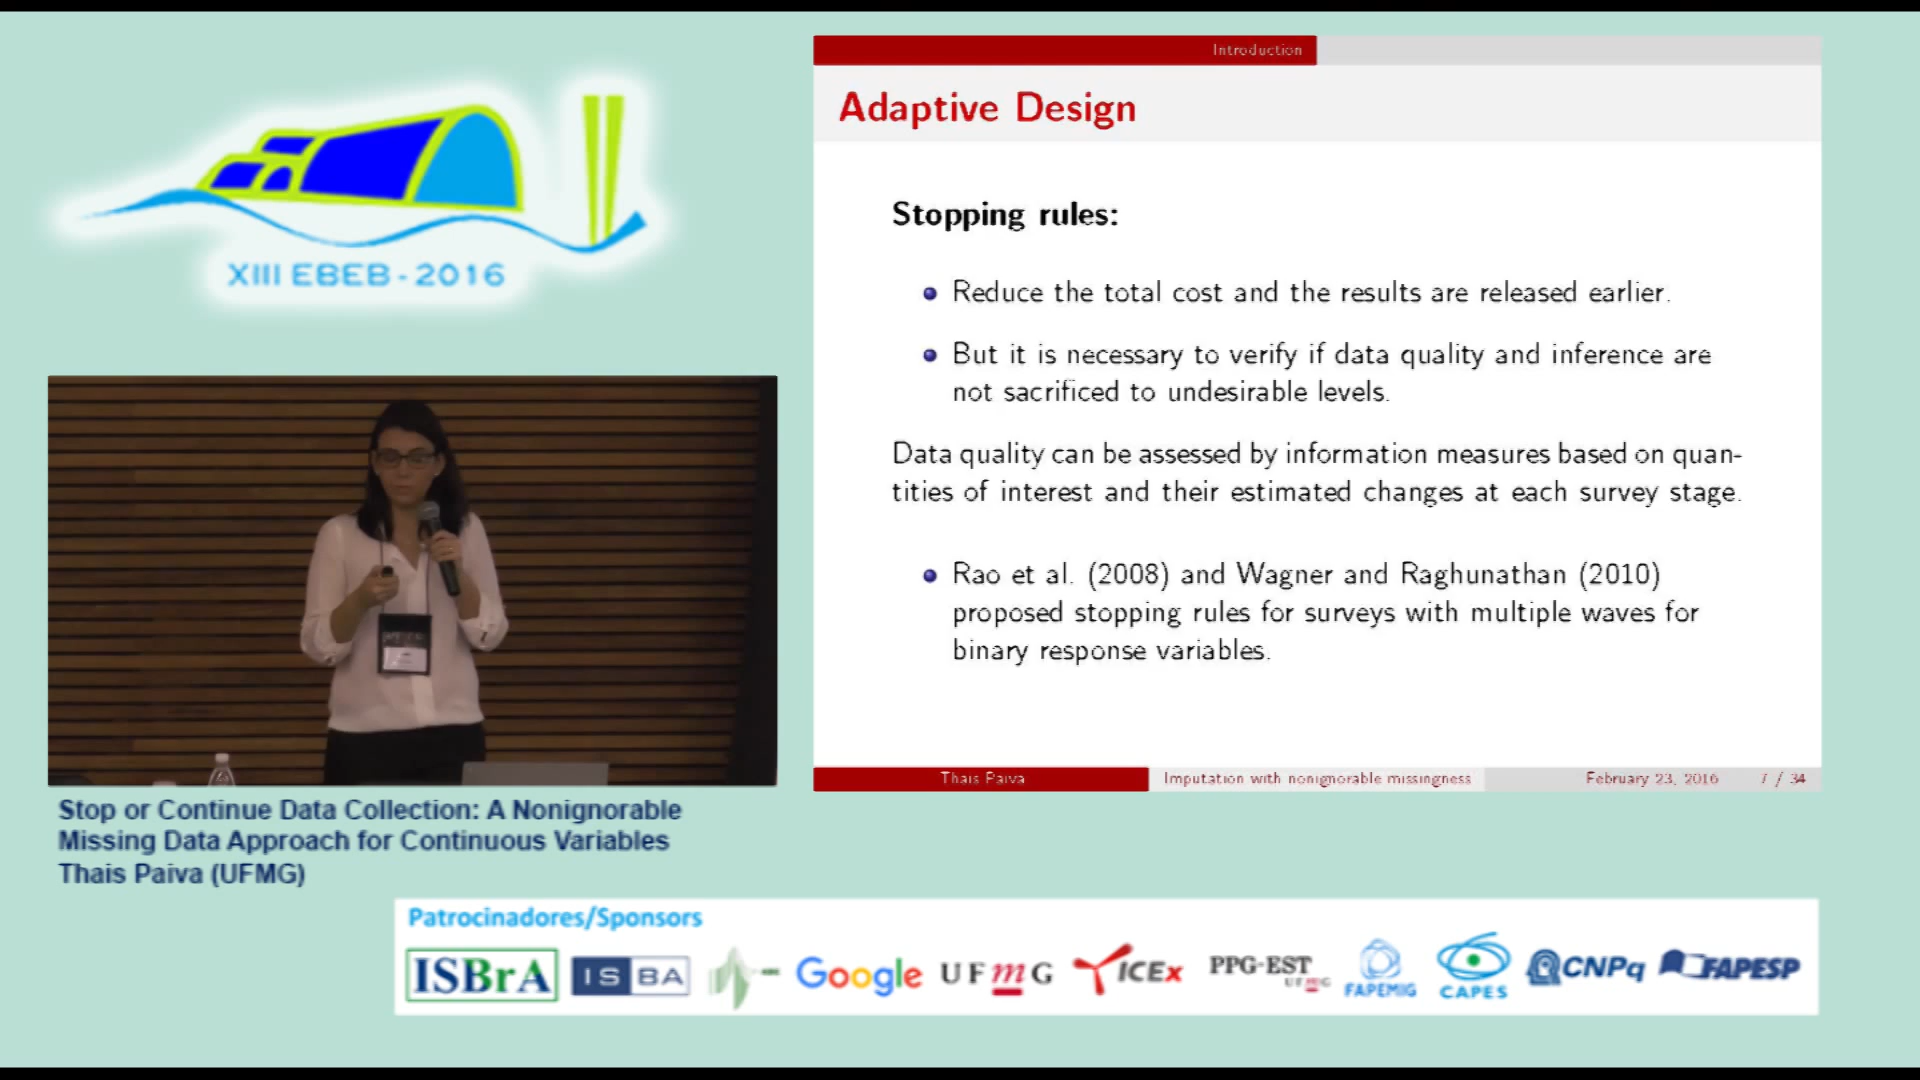 XIII EBEB - 2016
Introduction
Adaptive Design
Stopping rules:
Reduce the total cost and the results are released earlier.
But it is necessary to verify if data quality and inference are
not sacrificed to undesirable levels.
Data quality can be assessed by information measures based on quan-
tities of interest and their estimated changes at each survey stage.
Rao et al. (2008) and Wagner and Raghunathan (2010)
proposed stopping rules for surveys with multiple waves for
binary response variables.
Thais Paiva
Imputation with nonignorable missingness
February 23, 2016
7 / 34
Stop or Continue Data Collection: A Nonignorable
Missing Data Approach for Continuous Variables
Thais Paiva (UFMG)
Patrocinadores/Sponsors
ISBrA
ISBA
Google
UFmG
ICEx
PPG-EST
UFmG
FAPEMIG
CAPES
CNPq
FAPESP